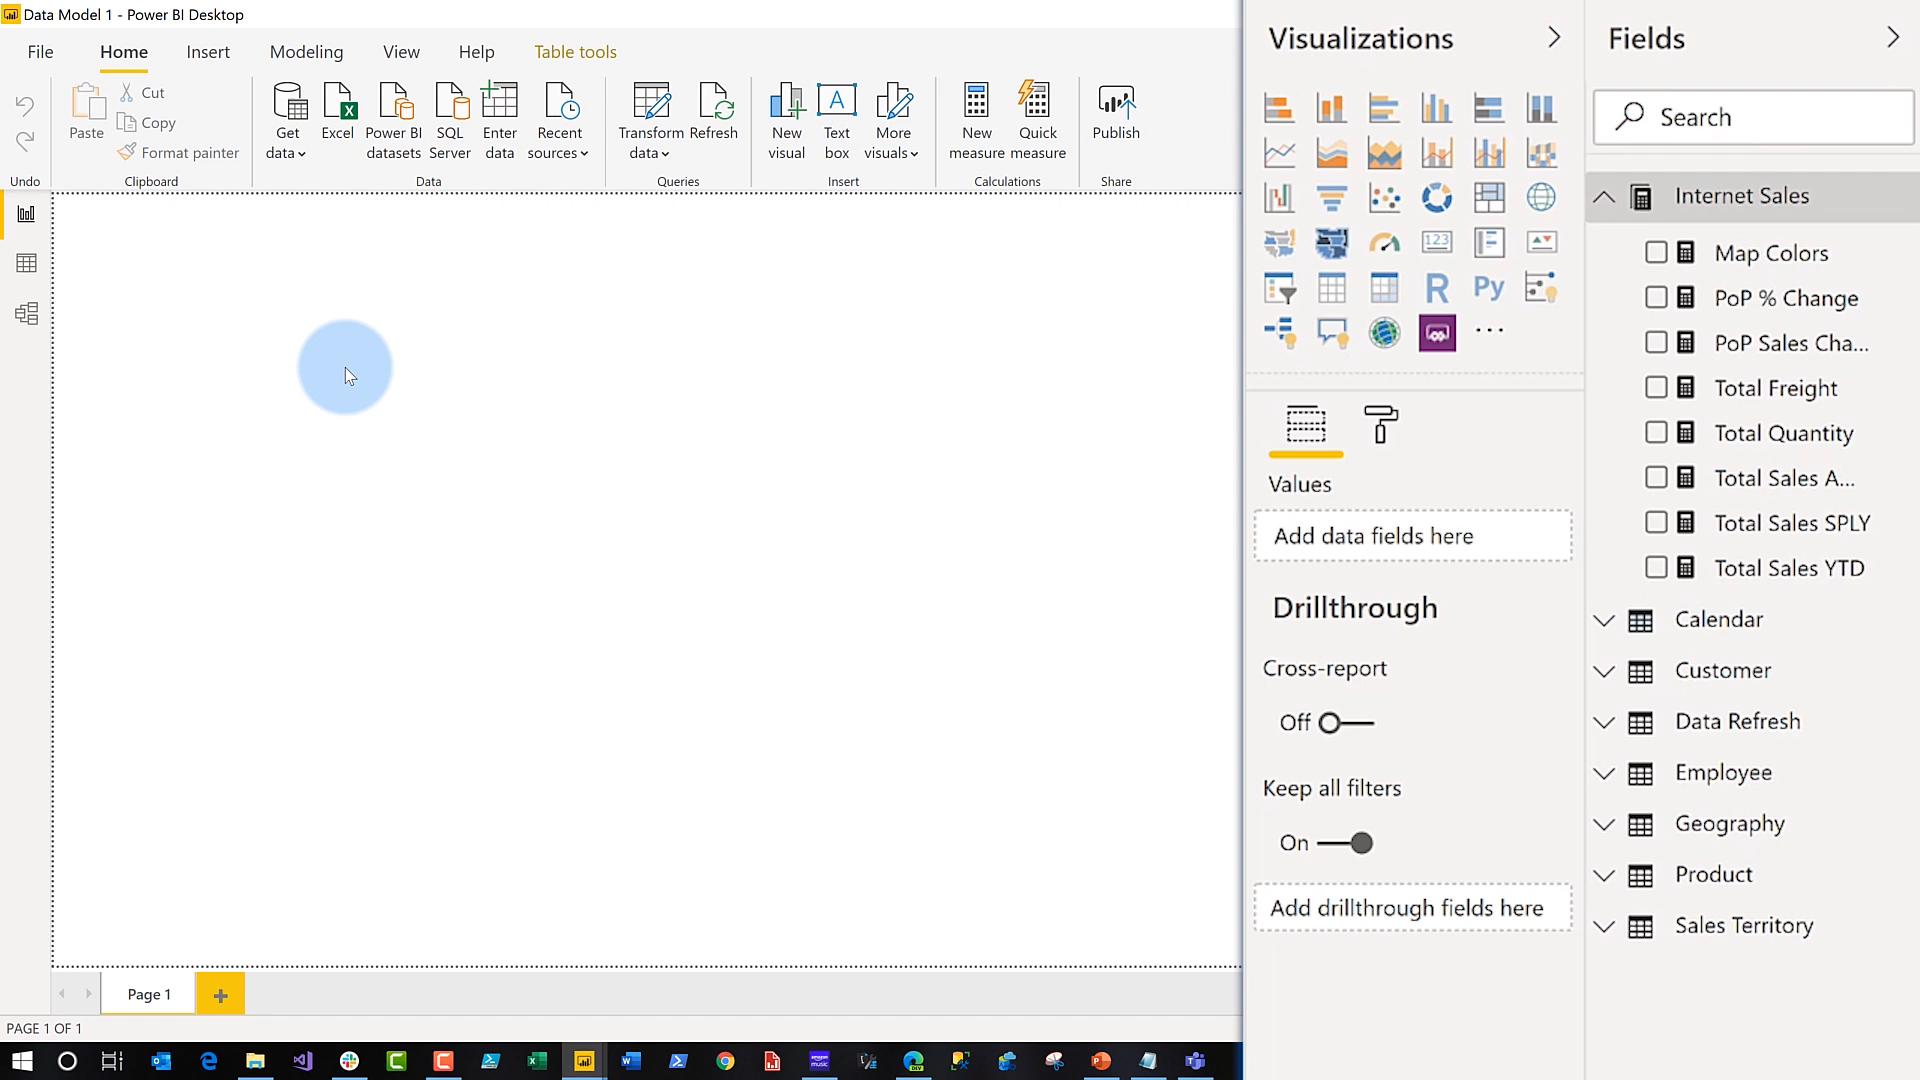 Data Model 1 - Power BI Desktop
File Home Insert Modeling View Help Table tools
Paste
Cut
Copy
Format painter
Get data
Excel
Power BI datasets
SQL Server
Enter data
Recent sources
Transform data
Refresh
New visual
Text box
More visuals
New measure
Quick measure
Publish
Undo Clipboard Data Queries Insert Calculations Share
Page 1
PAGE 1 OF 1
Visualizations
123
R
Py
Values
Add data fields here
Drillthrough
Cross-report
Off
Keep all filters
On
Add drillthrough fields here
Fields
Search
Internet Sales
Map Colors
PoP % Change
PoP Sales Cha...
Total Freight
Total Quantity
Total Sales A...
Total Sales SPLY
Total Sales YTD
Calendar
Customer
Data Refresh
Employee
Geography
Product
Sales Territory